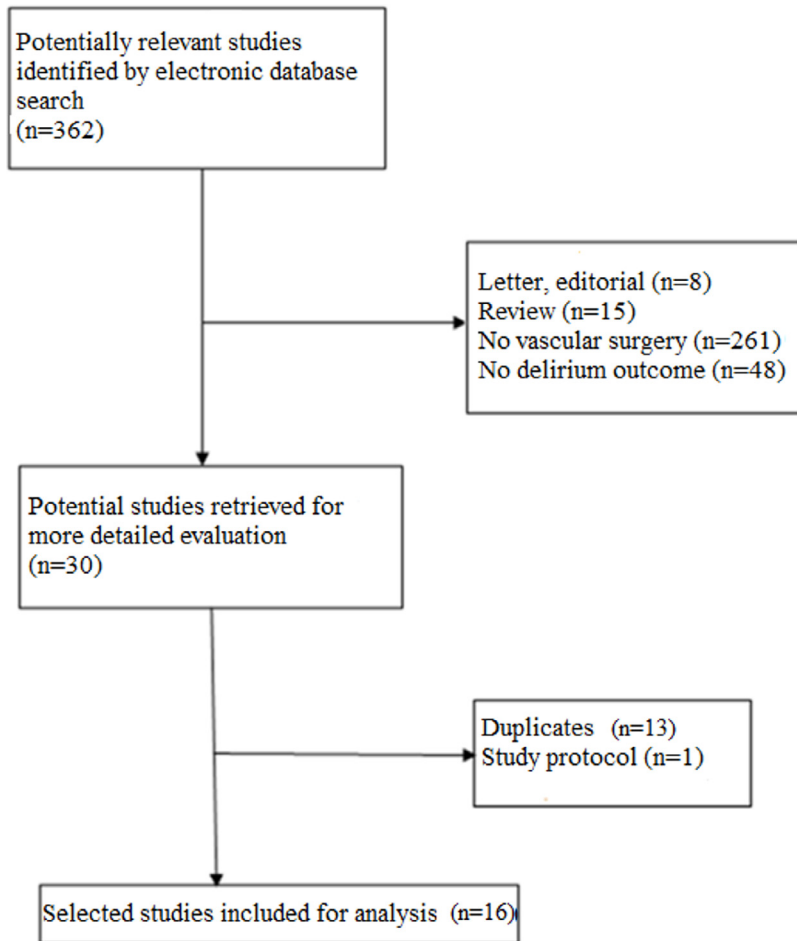 Potentially relevant studies
identified by electronic database
search
(n=362)
Letter, editorial (n=8)
Review (n=15)
No vascular surgery (n=261)
No delirium outcome (n=48)
Potential studies retrieved for
more detailed evaluation
(n=30)
Duplicates (n=13)
Study protocol (n=1)
Selected studies included for analysis (n=16)